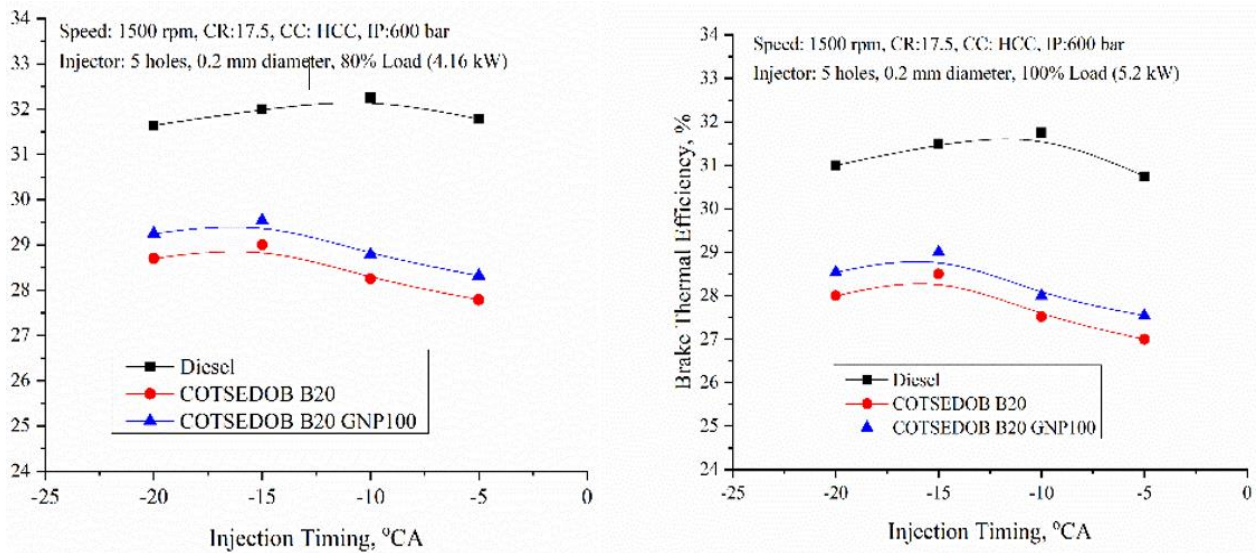 34
33
32
31
30
29
28
27
26
25
24
-25
-20
-15
-10
-5
0
Speed: 1500 rpm, CR:17.5, CC: HCC, IP:600 bar
Injector: 5 holes, 0.2 mm diameter, 80% Load (4.16 kW)
Diesel
COTSEDOB B20
COTSEDOB B20 GNP100
Injection Timing, °CA
Brake Thermal Efficiency, %
34
33
32
31
30
29
28
27
26
25
24
-25
-20
-15
-10
-5
0
Speed: 1500 rpm, CR:17.5, CC: HCC, IP:600 bar
Injector: 5 holes, 0.2 mm diameter, 100% Load (5.2 kW)
Diesel
COTSEDOB B20
COTSEDOB B20 GNP100
Injection Timing, °CA